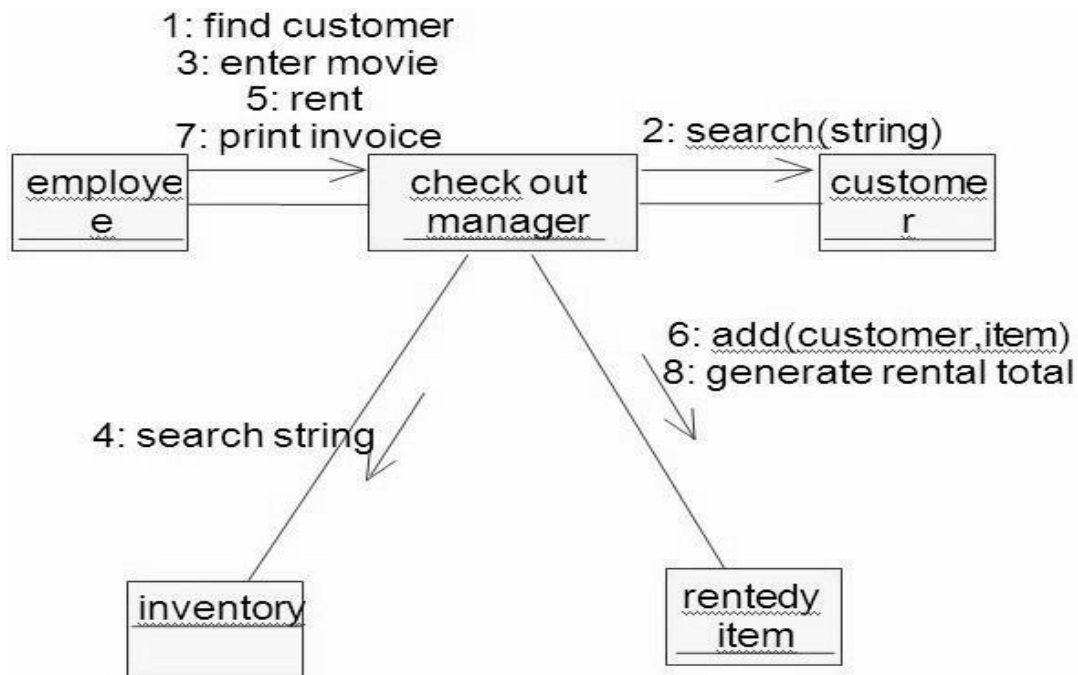 1: find customer
3: enter movie
5: rent
7: print invoice
2: search(string)
employe
e
check out
manager
custome
r
6: add(customer,item)
8: generate rental total
4: search string
inventory
rentedy
item